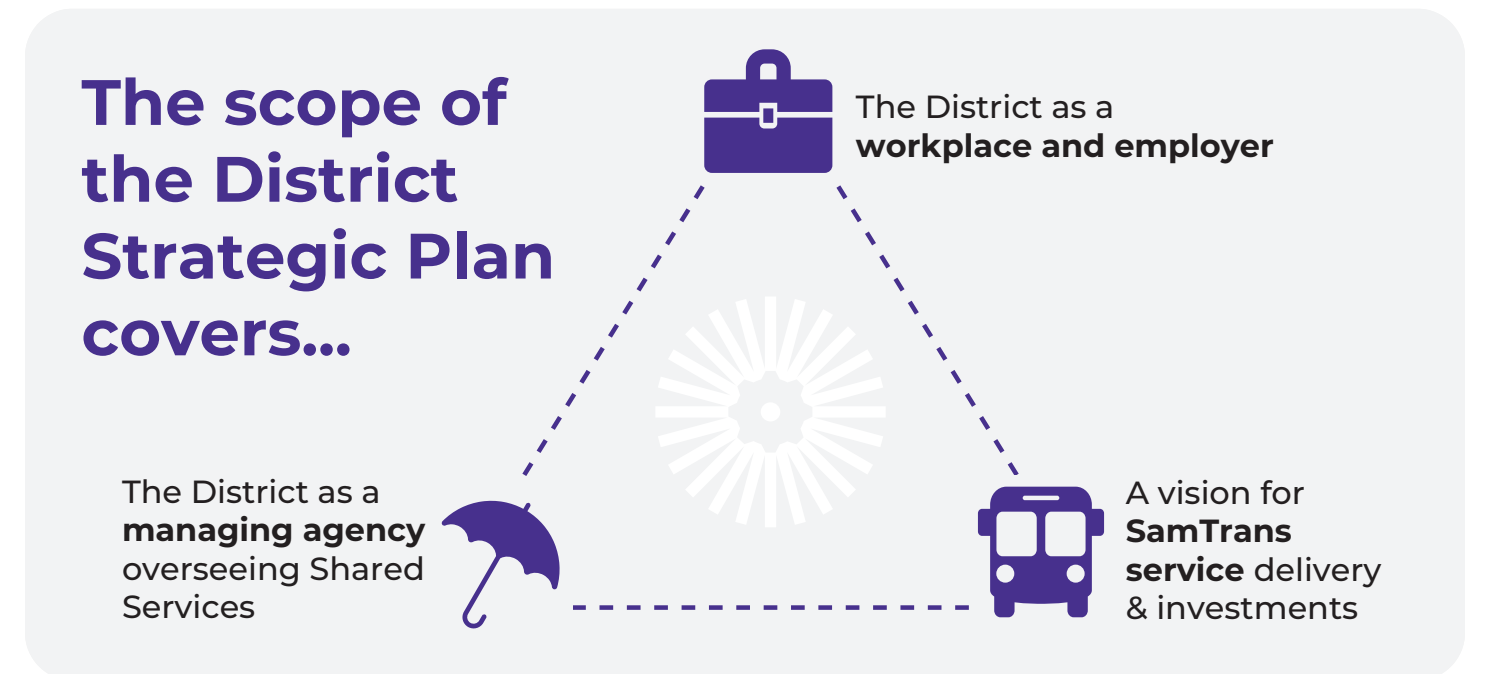 The scope of
the District
Strategic Plan
covers...
The District as a
workplace and employer
The District as a
managing agency
overseeing Shared
Services
A vision for
SamTrans
service delivery
& investments